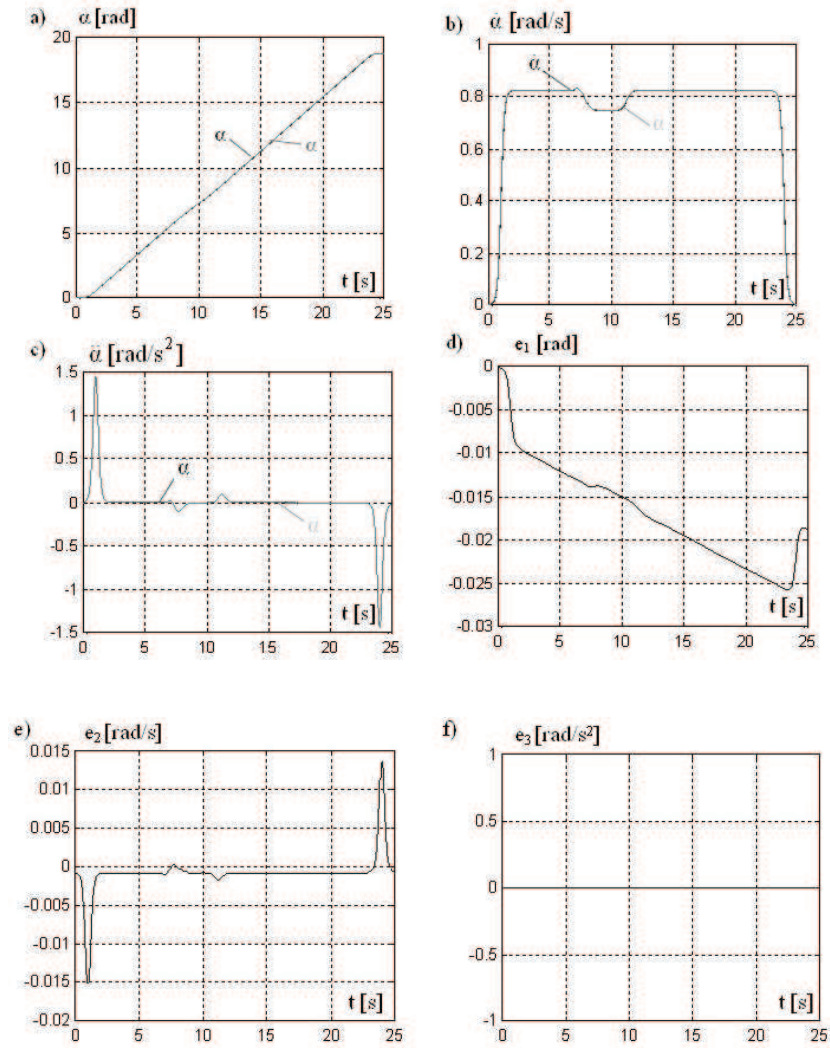 a) α [rad]
20
15
10
5
0
α
α
t [s]
0 5 10 15 20 25
b) α̇ [rad/s]
1
0.8
0.6
0.4
0.2
0
α̇
α
t [s]
0 5 10 15 20 25
c) α̈ [rad/s²]
1.5
1
0.5
0
-0.5
-1
-1.5
α
α
t [s]
0 5 10 15 20 25
d) e₁ [rad]
0
-0.005
-0.01
-0.015
-0.02
-0.025
-0.03
t [s]
0 5 10 15 20 25
e) e₂ [rad/s]
0.015
0.01
0.005
0
-0.005
-0.01
-0.015
-0.02
t [s]
0 5 10 15 20 25
f) e₃ [rad/s²]
1
0.5
0
-0.5
-1
t [s]
0 5 10 15 20 25